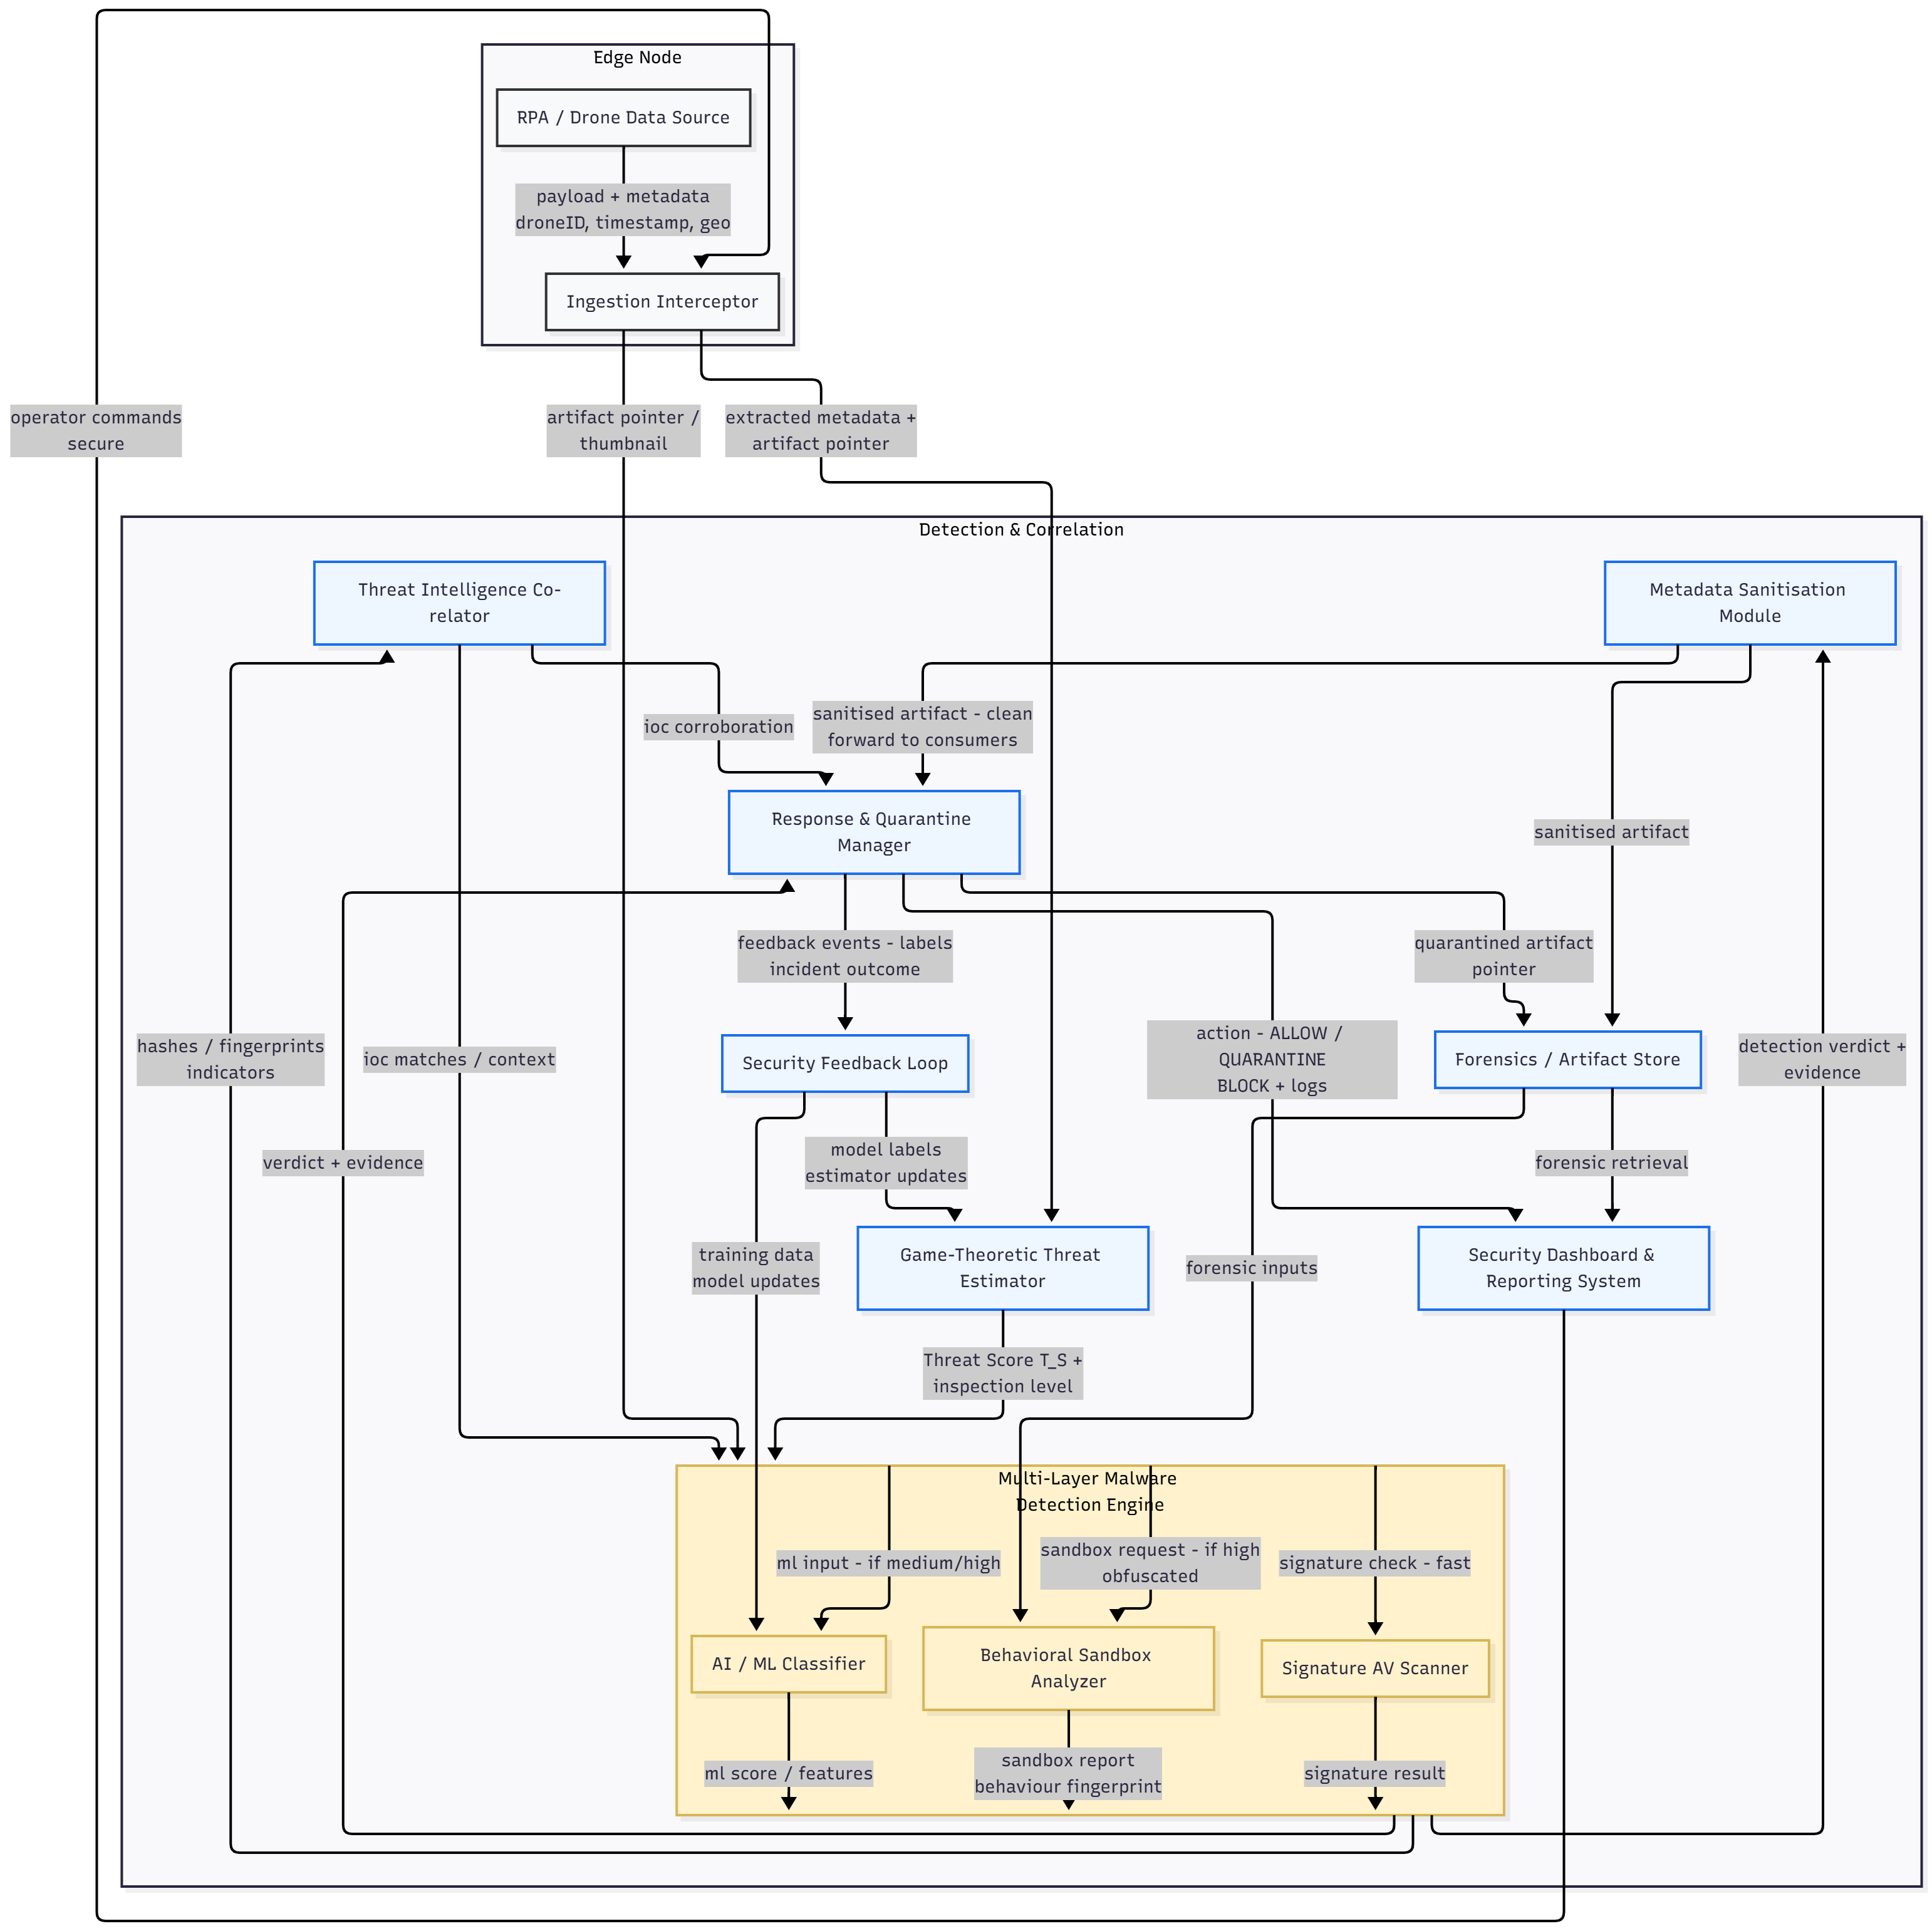 Edge Node
RPA / Drone Data Source
payload + metadata
droneID, timestamp, geo
Ingestion Interceptor
operator commands
secure
artifact pointer /
thumbnail
extracted metadata +
artifact pointer
Detection & Correlation
Threat Intelligence Co-
relator
Metadata Sanitisation
Module
ioc corroboration
sanitised artifact - clean
forward to consumers
Response & Quarantine
Manager
sanitised artifact
feedback events - labels
incident outcome
quarantined artifact
pointer
hashes / fingerprints
indicators
ioc matches / context
Security Feedback Loop
action - ALLOW /
QUARANTINE
BLOCK + logs
Forensics / Artifact Store
detection verdict +
evidence
verdict + evidence
model labels
estimator updates
forensic retrieval
training data
model updates
Game-Theoretic Threat
Estimator
forensic inputs
Security Dashboard &
Reporting System
Threat Score T_S +
inspection level
Multi-Layer Malware
Detection Engine
ml input - if medium/high
sandbox request - if high
obfuscated
signature check - fast
AI / ML Classifier
Behavioral Sandbox
Analyzer
Signature AV Scanner
ml score / features
sandbox report
behaviour fingerprint
signature result